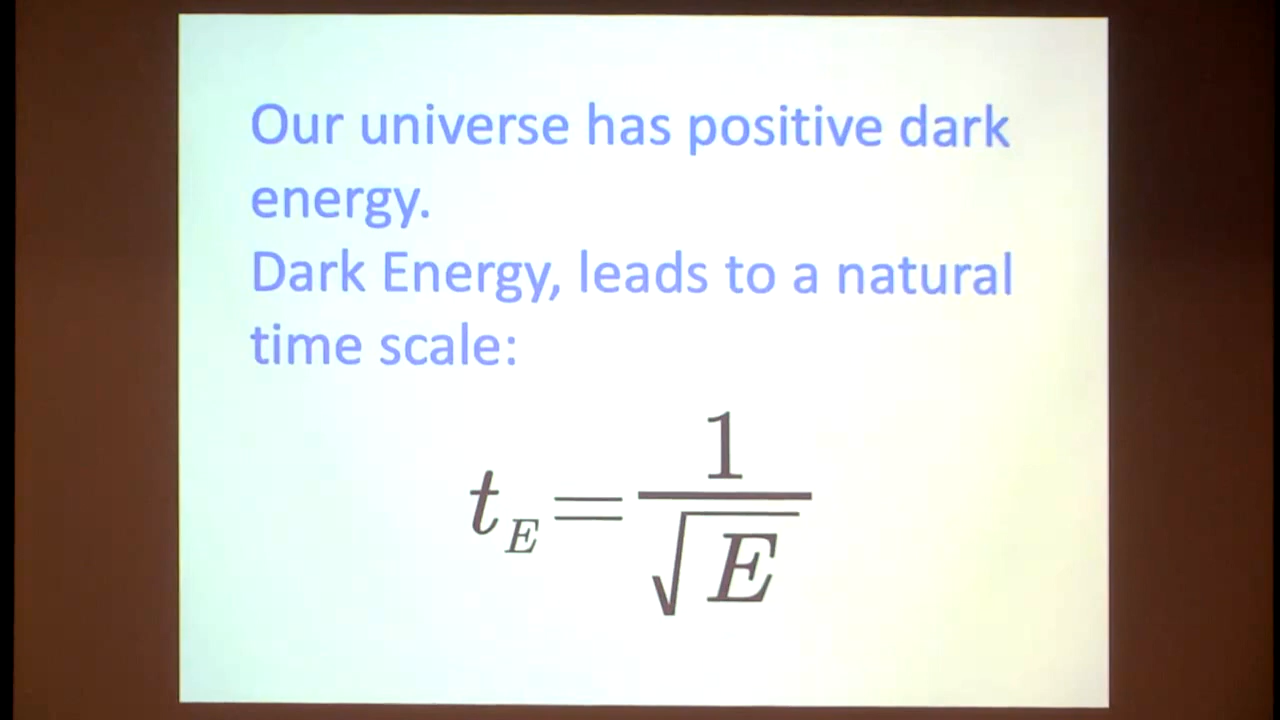 Our universe has positive dark
energy.
Dark Energy, leads to a natural
time scale:
t_E = 1/√E